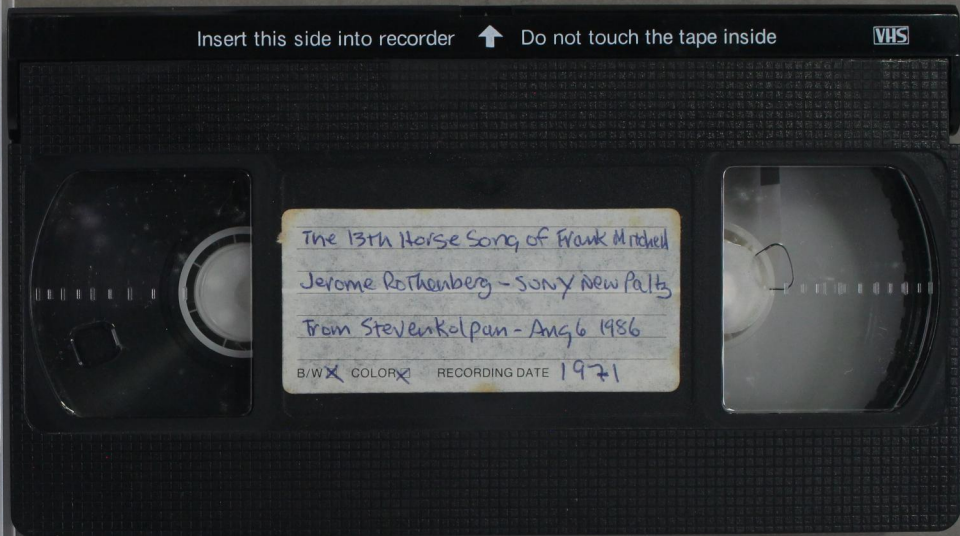 Insert this side into recorder ↑ Do not touch the tape inside VHS
The 13th Horse Song of Frank Mitchell
Jerome Rothenberg - SUNY New Paltz
From Steven Kolpan - Aug 6 1986
B/W X COLOR X RECORDING DATE 1971